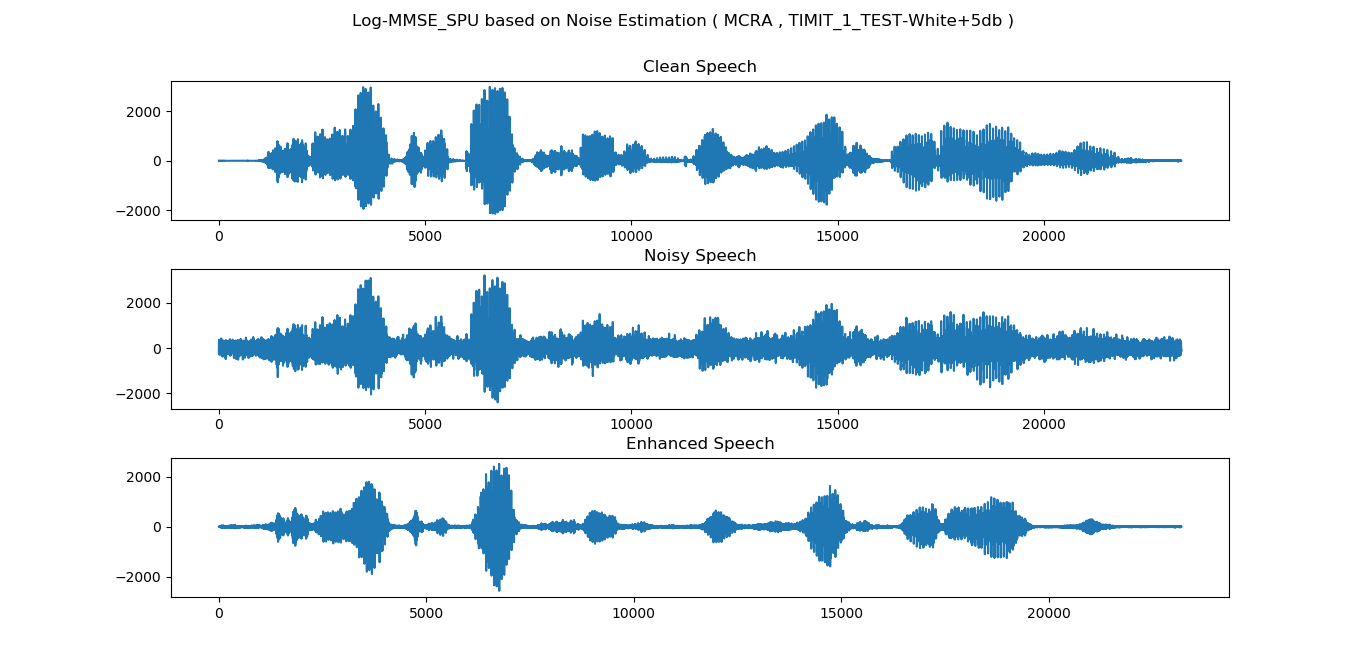 Log-MMSE_SPU based on Noise Estimation ( MCRA , TIMIT_1_TEST-White+5db )
Clean Speech
2000
0
−2000
0 5000 10000 15000 20000
Noisy Speech
2000
0
−2000
0 5000 10000 15000 20000
Enhanced Speech
2000
0
−2000
0 5000 10000 15000 20000